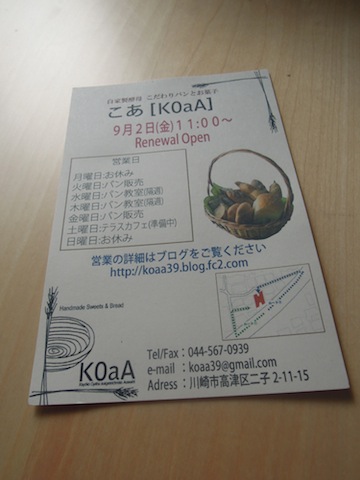 自家製酵母 こだわりパンとお菓子
こあ [KOaA]
9月2日(金)11:00～
Renewal Open
営業日
月曜日:お休み
火曜日:パン販売
水曜日:パン教室(隔週)
木曜日:パン教室(隔週)
金曜日:パン販売
土曜日:テラスカフェ(準備中)
日曜日:お休み
営業の詳細はブログをご覧ください
http://koaa39.blog.fc2.com
Handmade Sweets & Bread
KOaA
Tel/Fax : 044-567-0939
e-mail : koaa39@gmail.com
Adress : 川崎市高津区二子 2-11-15